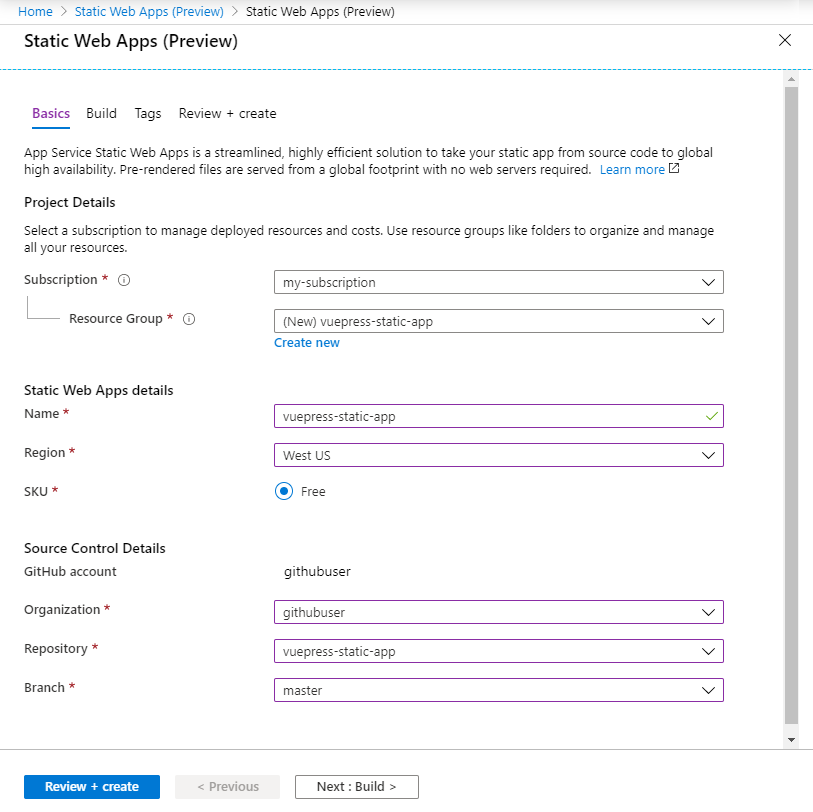 Home > Static Web Apps (Preview) > Static Web Apps (Preview)
Static Web Apps (Preview)
Basics Build Tags Review + create
App Service Static Web Apps is a streamlined, highly efficient solution to take your static app from source code to global
high availability. Pre-rendered files are served from a global footprint with no web servers required. Learn more
Project Details
Select a subscription to manage deployed resources and costs. Use resource groups like folders to organize and manage
all your resources.
Subscription * my-subscription
Resource Group * (New) vuepress-static-app
Create new
Static Web Apps details
Name * vuepress-static-app
Region * West US
SKU * Free
Source Control Details
GitHub account githubuser
Organization * githubuser
Repository * vuepress-static-app
Branch * master
Review + create < Previous Next : Build >